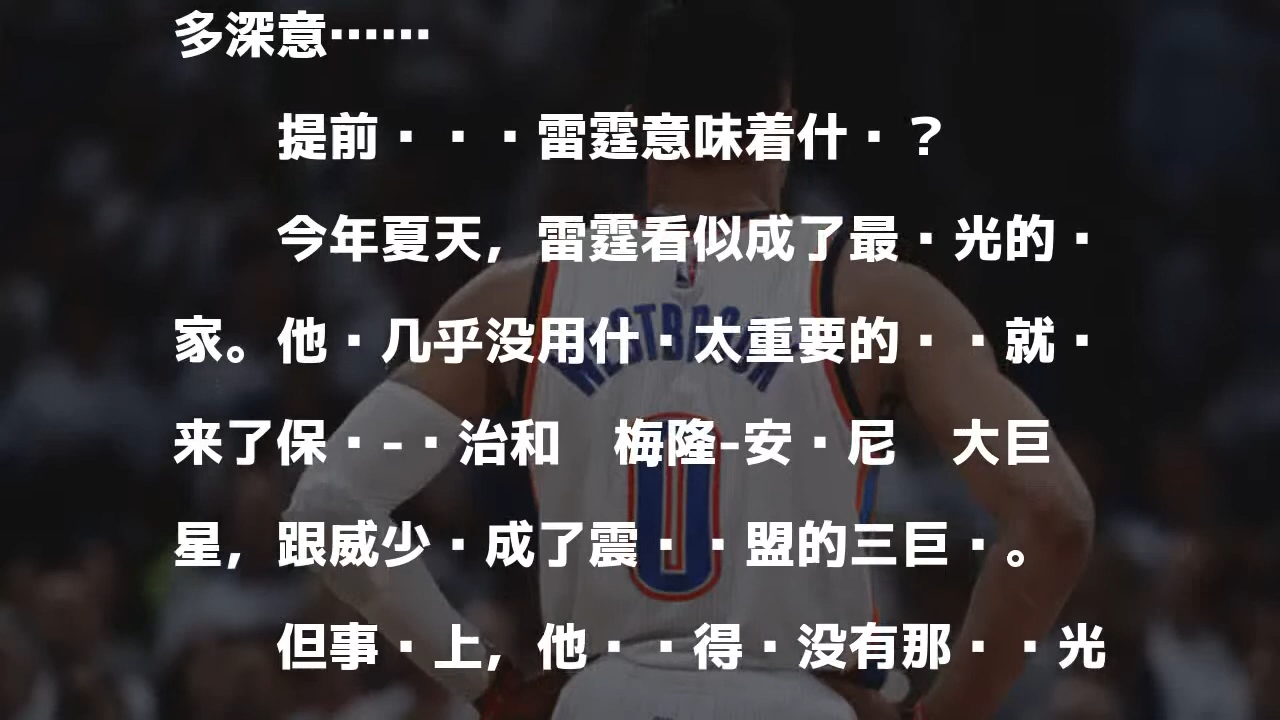 多深意……
提前···雷霆意味着什·？
今年夏天，雷霆看似成了最·光的·
家。他·几乎没用什·太重要的··就·
来了保·-·治和　梅隆-安·尼　大巨
星，跟威少·成了震··盟的三巨·。
但事·上，他··得·没有那··光
WESTBROOK
0